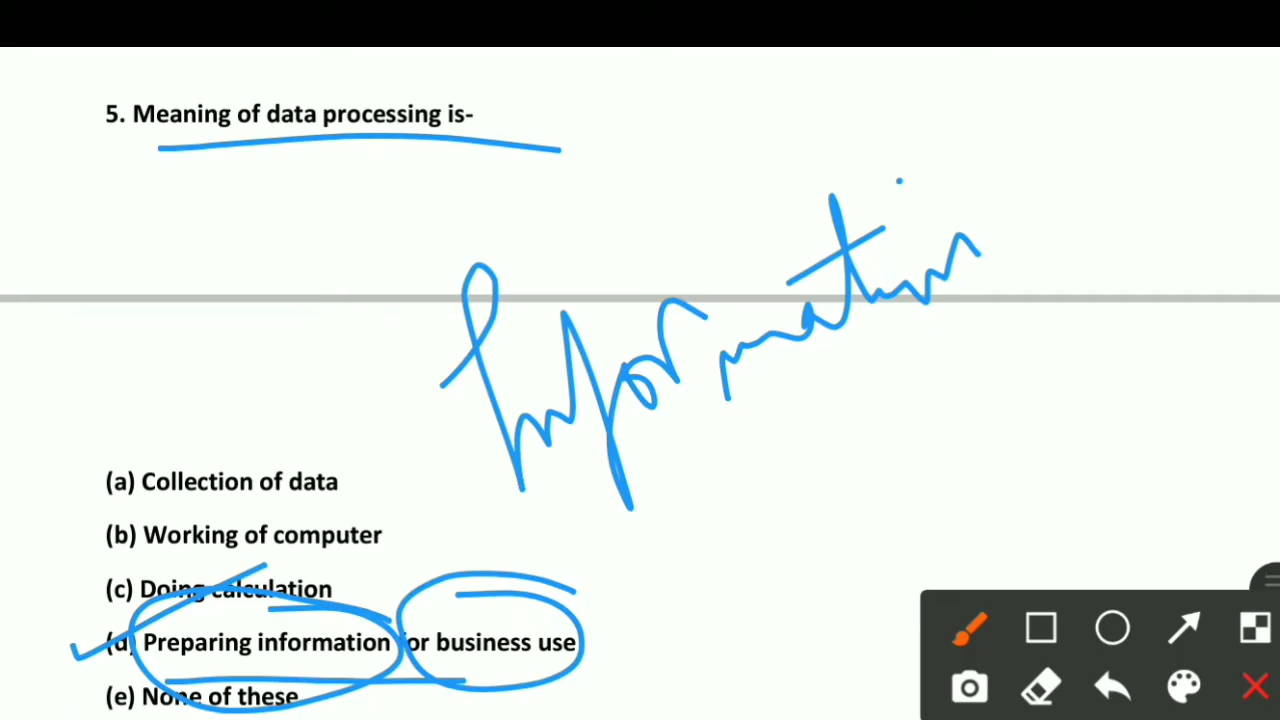 5. Meaning of data processing is-
Information
(a) Collection of data
(b) Working of computer
(c) Doing calculation
(d) Preparing information for business use
(e) None of these